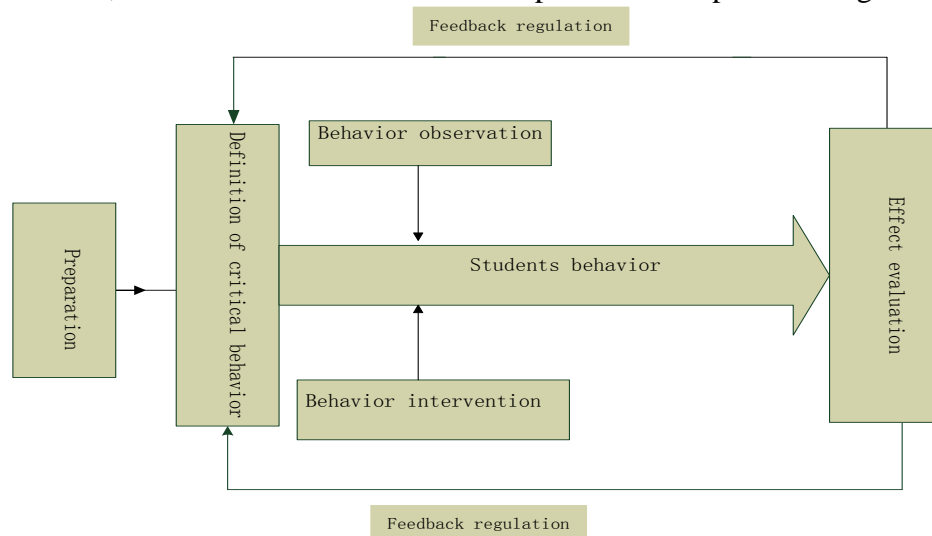 Feedback regulation
Behavior observation
Definition of critical behavior
Preparation
Students behavior
Effect evaluation
Behavior intervention
Feedback regulation